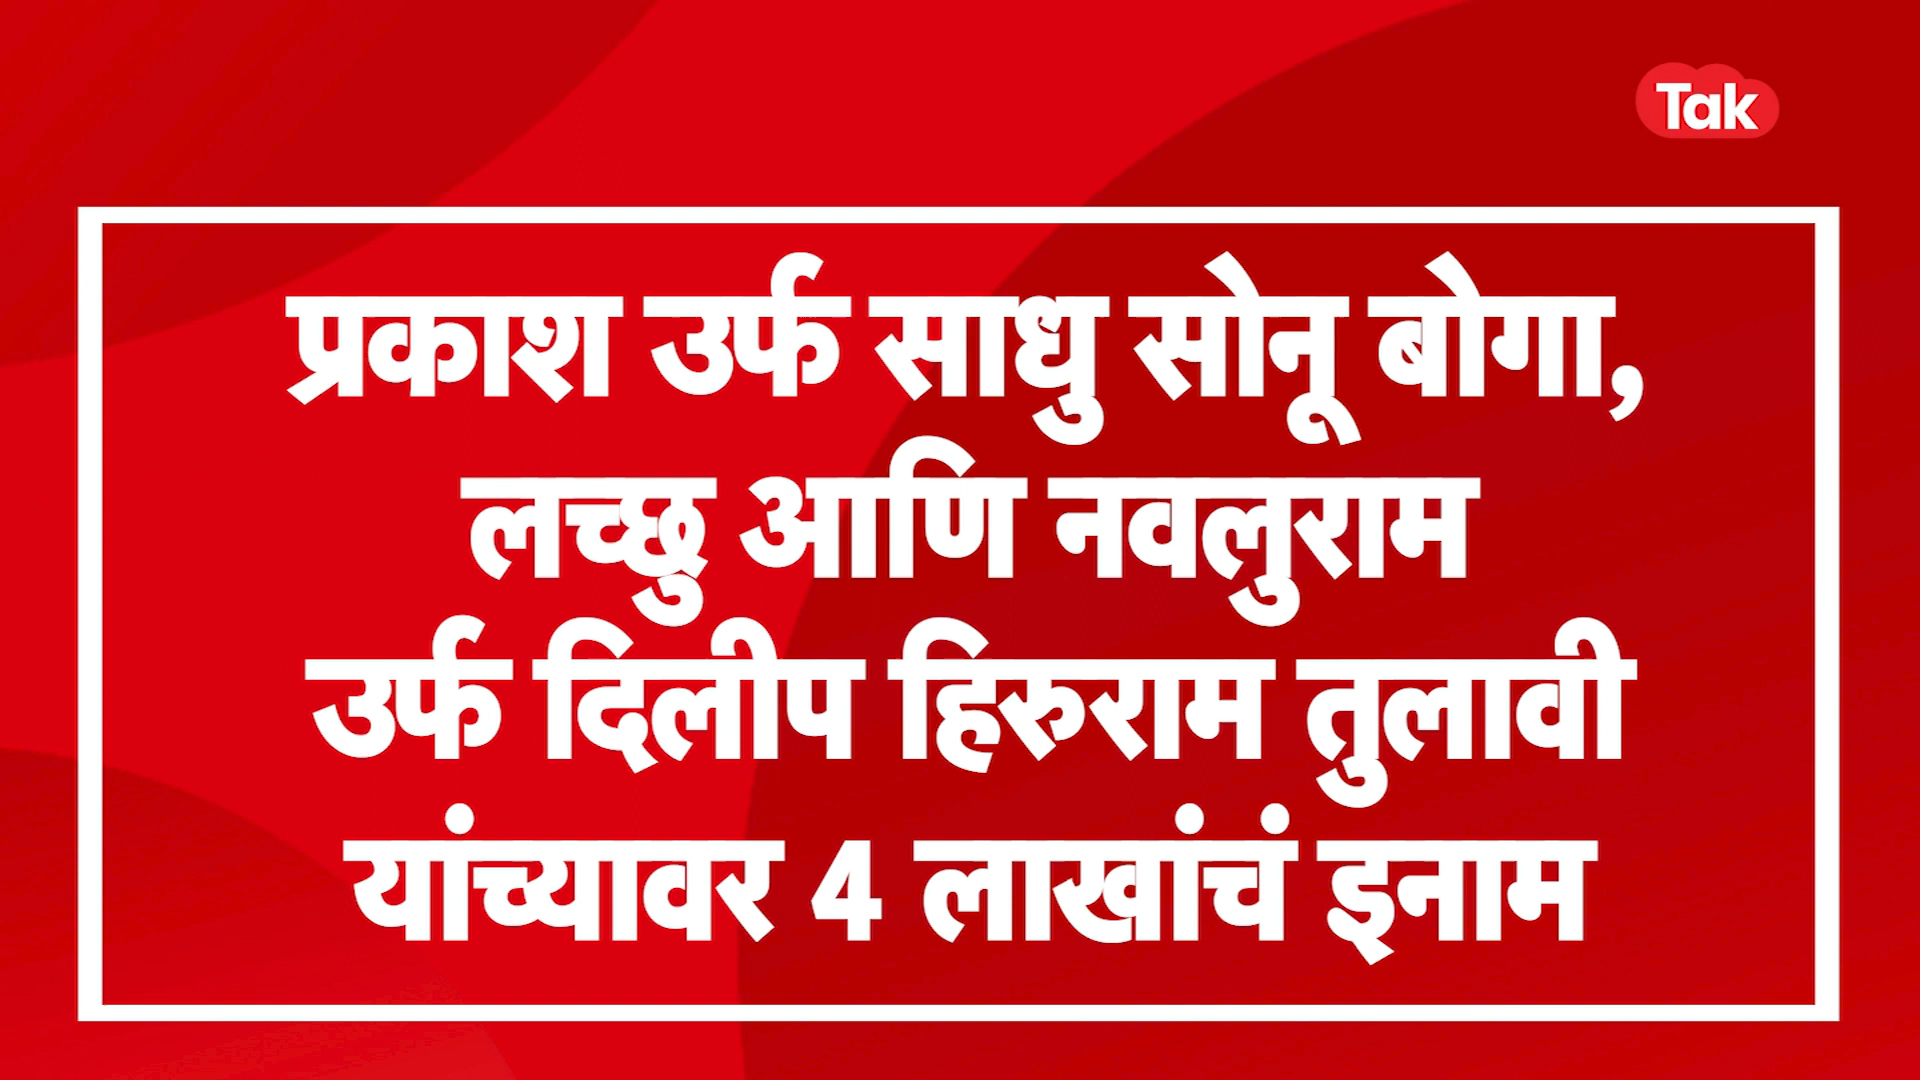 Tak
प्रकाश उर्फ साधु सोनू बोगा,
लच्छु आणि नवलुराम
उर्फ दिलीप हिरुराम तुलावी
यांच्यावर 4 लाखांचं इनाम